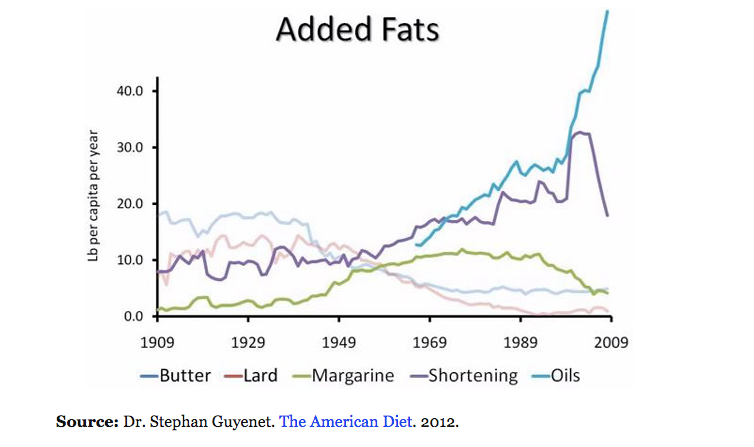 Added Fats
40.0
30.0
20.0
10.0
0.0
Lb per capita per year
1909 1929 1949 1969 1989 2009
Butter Lard Margarine Shortening Oils
Source: Dr. Stephan Guyenet. The American Diet. 2012.